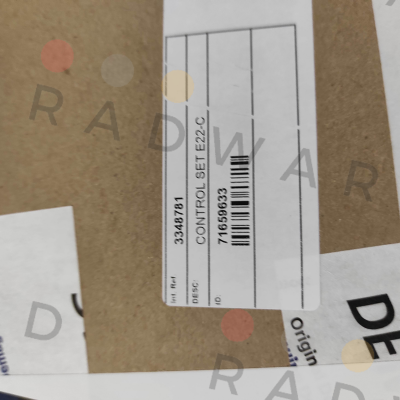 Int. Ref.
3348781
DESC:
CONTROL SET E22-C
ID
71659633
DE
Origin
RADWAR
D
RADWAR